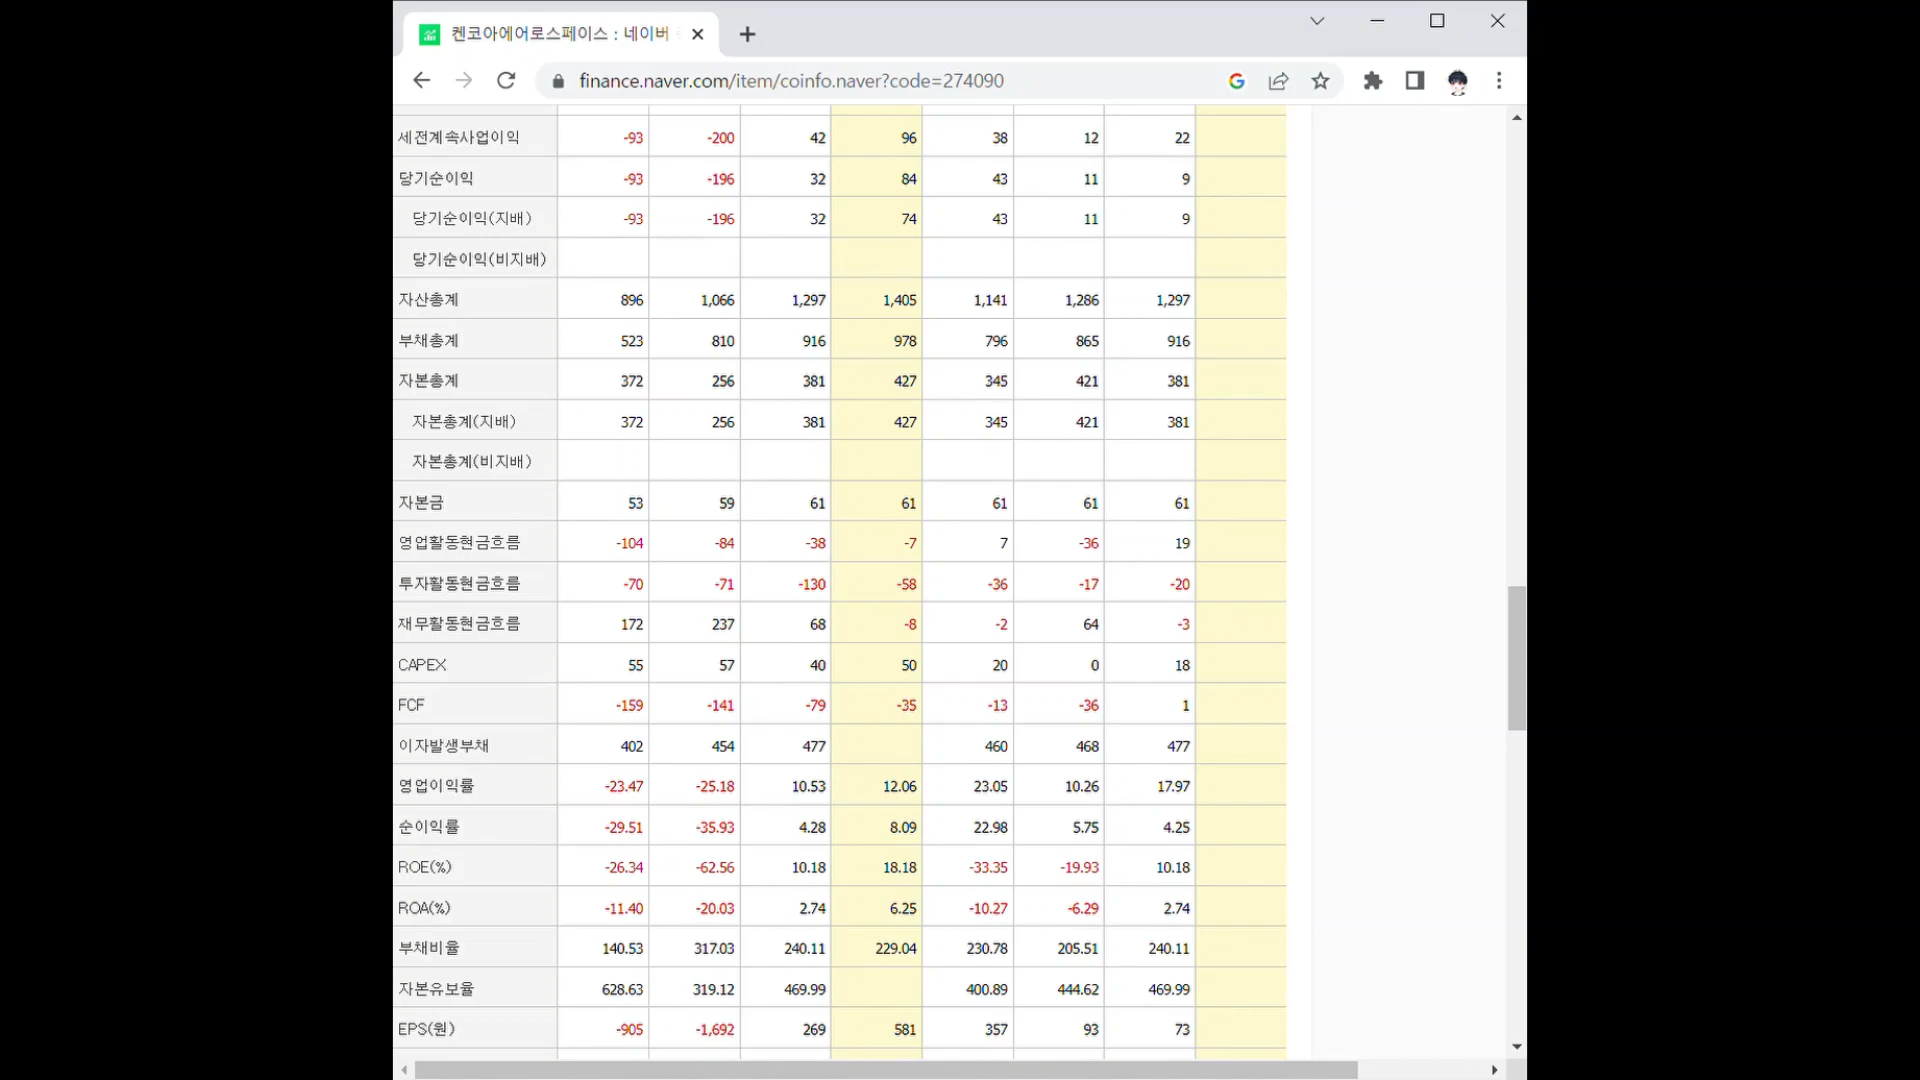 켄코아에어로스페이스 : 네이버
finance.naver.com/item/coinfo.naver?code=274090
세전계속사업이익 -93 -200 42 96 38 12 22
당기순이익 -93 -196 32 84 43 11 9
당기순이익(지배) -93 -196 32 74 43 11 9
당기순이익(비지배)
자산총계 896 1,066 1,297 1,405 1,141 1,286 1,297
부채총계 523 810 916 978 796 865 916
자본총계 372 256 381 427 345 421 381
자본총계(지배) 372 256 381 427 345 421 381
자본총계(비지배)
자본금 53 59 61 61 61 61 61
영업활동현금흐름 -104 -84 -38 -7 7 -36 19
투자활동현금흐름 -70 -71 -130 -58 -36 -17 -20
재무활동현금흐름 172 237 68 -8 -2 64 -3
CAPEX 55 57 40 50 20 0 18
FCF -159 -141 -79 -35 -13 -36 1
이자발생부채 402 454 477 460 468 477
영업이익률 -23.47 -25.18 10.53 12.06 23.05 10.26 17.97
순이익률 -29.51 -35.93 4.28 8.09 22.98 5.75 4.25
ROE(%) -26.34 -62.56 10.18 18.18 -33.35 -19.93 10.18
ROA(%) -11.40 -20.03 2.74 6.25 -10.27 -6.29 2.74
부채비율 140.53 317.03 240.11 229.04 230.78 205.51 240.11
자본유보율 628.63 319.12 469.99 400.89 444.62 469.99
EPS(원) -905 -1,692 269 581 357 93 73